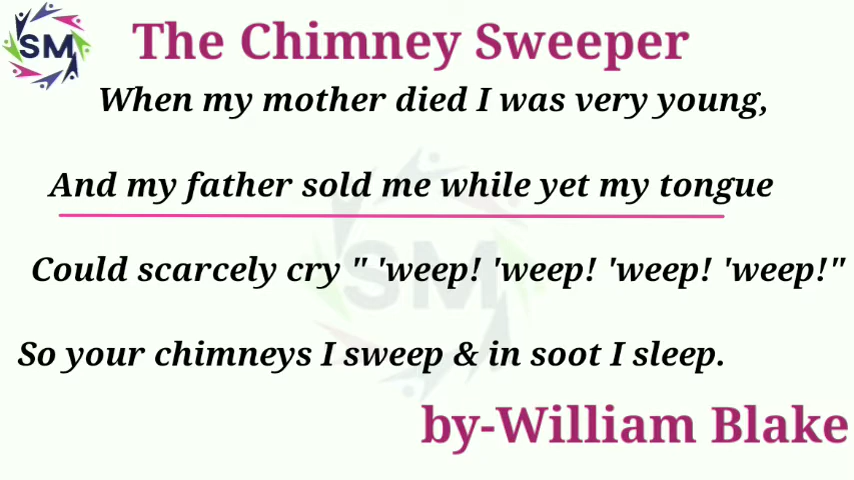 SM
The Chimney Sweeper
When my mother died I was very young,
And my father sold me while yet my tongue
Could scarcely cry " 'weep! 'weep! 'weep! 'weep!"
So your chimneys I sweep & in soot I sleep.
SM
by-William Blake